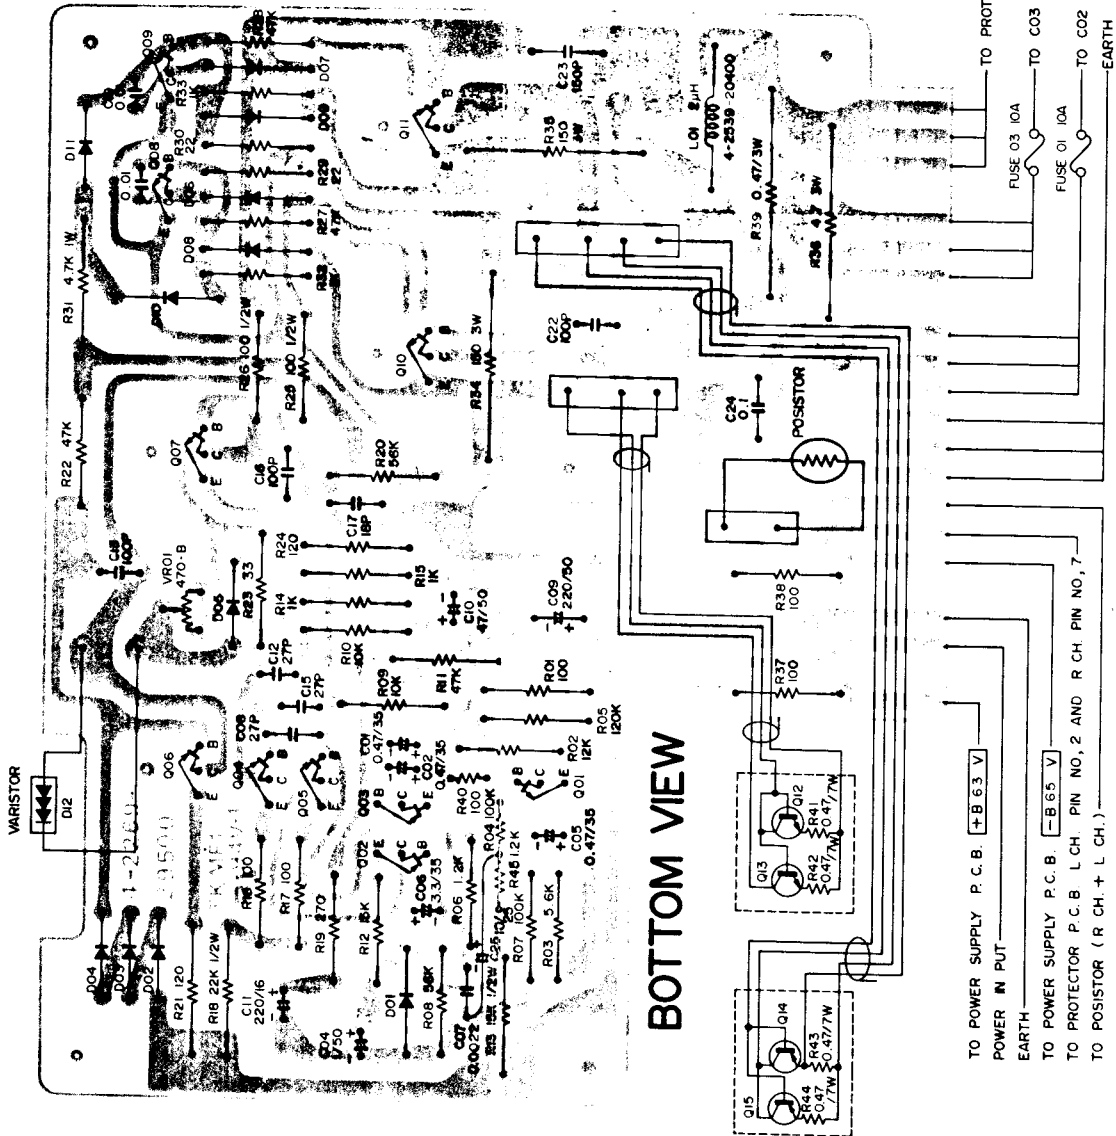 VARISTOR
D12
D04
D03
D02
R21 120
R18 22K 1/2W
C11
220/16
R17 100
R19 270
R12 15K
D01
R08 56K
C07
0.0022
C06
3.3/35
Q02
Q03
R06 1.2K
R45 1.2K
R07 100K
R03 5.6K
C05
0.47/35
R04 100K
R40
100
C01
0.47/35
C02
0.47/35
Q01
B
C
E
R02
12K
R05
120K
R01
100
R11
47K
R09
10K
C15
27P
C12
27P
C08
27P
Q04
Q05
Q06
R10
10K
R14
1K
R15
1K
R24
120
R23 33
VR01
470-B
C10
47/50
C09
220/50
C17
18P
R20
56K
100P
Q07
B
C
E
R22 47K
R31 4.7K 1W
R26 100 1/2W
R25 100 1/2W
R34 180 3W
Q10
B
C
E
Q11
B
C
E
D11
D08
R27
47K
R29
22
R30
22
Q08
Q09
R33
1K
D07
C23
150P
R35
150
3W
L01 2μH
4-2539-20400
R39 0.47/3W
R36 4.7 3W
C22
100P
C24
0.1
POSISTOR
R38
100
R37
100
BOTTOM VIEW
Q12
R41
0.47/7W
Q13
R42
0.47/7W
Q14
R43
0.47/7W
Q15
R44
0.47
/7W
TO PROT
FUSE 03 10A
TO C03
FUSE 01 10A
TO C02
EARTH
TO POWER SUPPLY P.C.B. +B 63 V
POWER IN PUT
EARTH
TO POWER SUPPLY P.C.B. -B 65 V
TO PROTECTOR P.C.B L CH. PIN NO, 2 AND R CH. PIN NO, 7
TO POSISTOR (R CH. + L CH.)